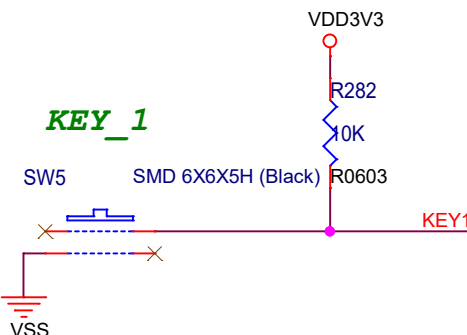 VDD3V3
R282
KEY_1
10K
SW5
SMD 6X6X5H (Black)
R0603
KEY1
VSS